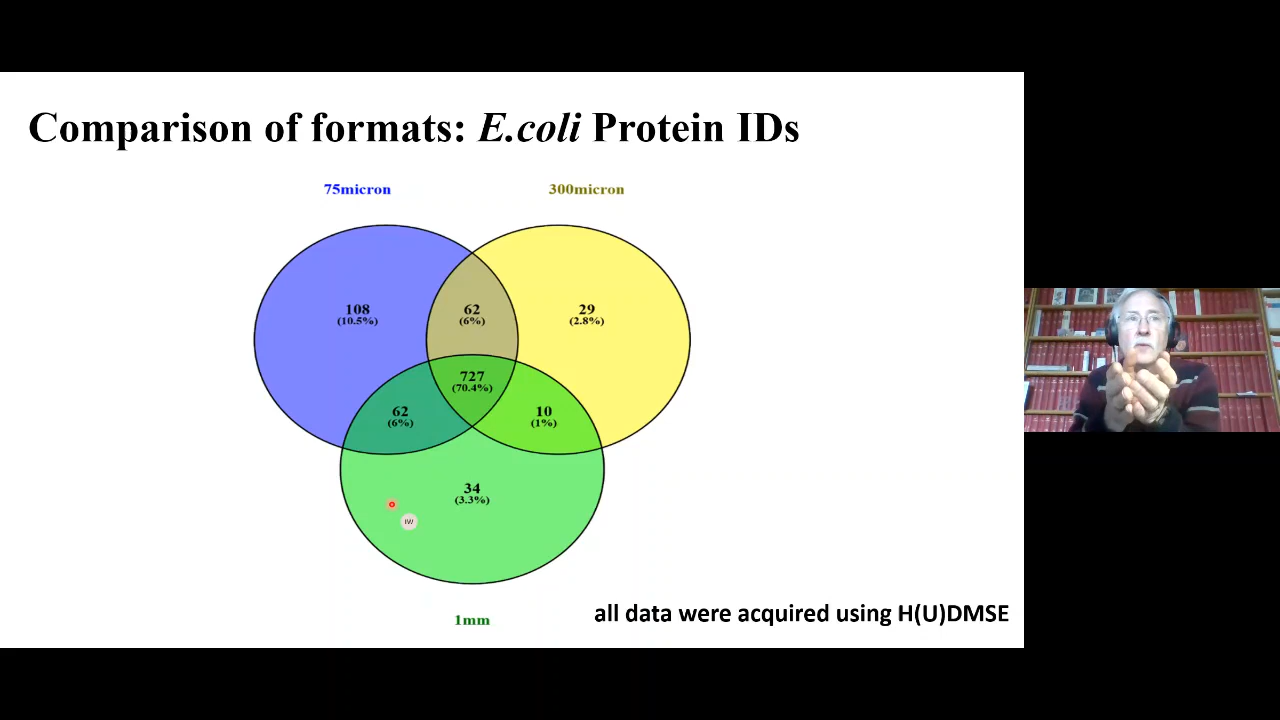 Comparison of formats: E.coli Protein IDs
75micron
300micron
108
(10.5%)
62
(6%)
29
(2.8%)
727
(70.4%)
62
(6%)
10
(1%)
34
(3.3%)
IW
1mm
all data were acquired using H(U)DMSE